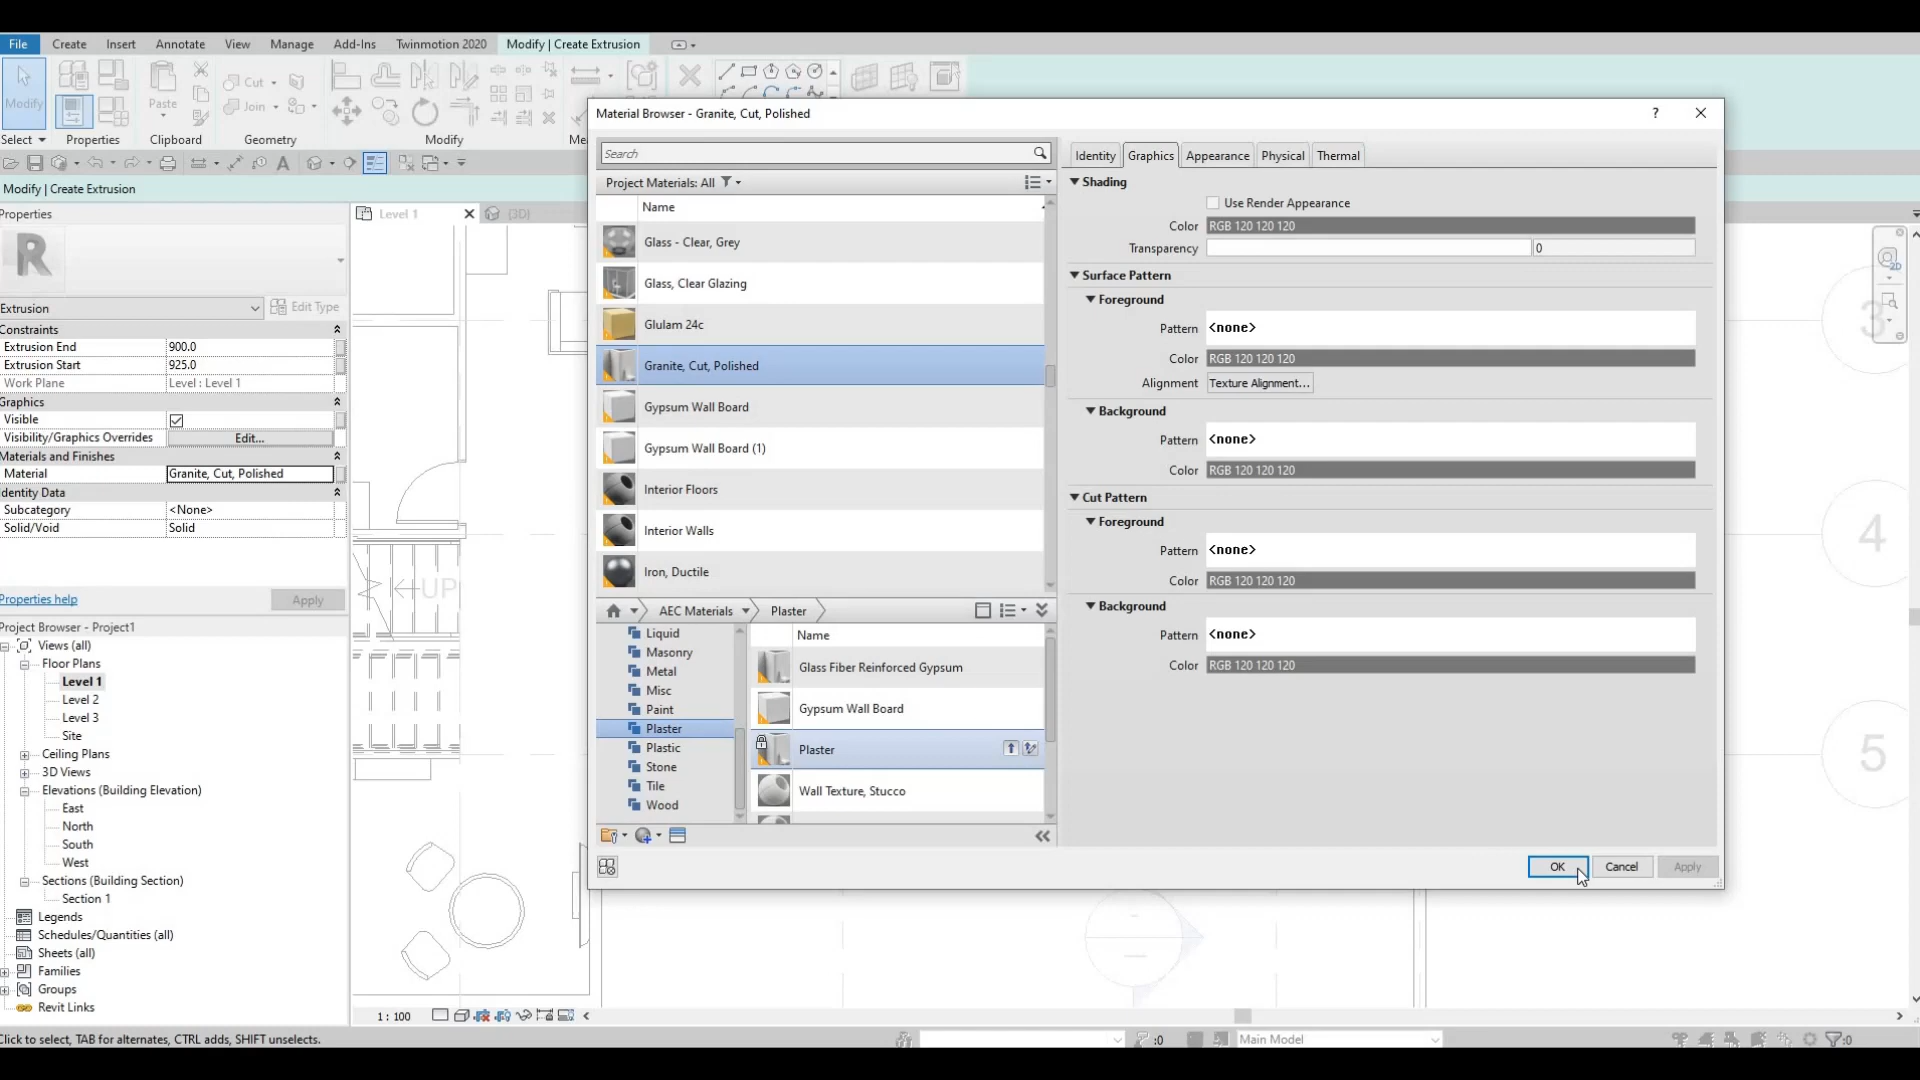 File Create Insert Annotate View Manage Add-Ins Twinmotion 2020 Modify | Create Extrusion
Modify Paste Cut Join
Select Properties Clipboard Geometry Modify
Modify | Create Extrusion
Properties
R
Extrusion Edit Type
Constraints
Extrusion End 900.0
Extrusion Start 925.0
Work Plane Level : Level 1
Graphics
Visible
Visibility/Graphics Overrides Edit...
Materials and Finishes
Material Granite, Cut, Polished
Identity Data
Subcategory <None>
Solid/Void Solid
Properties help Apply
Project Browser - Project1
Views (all)
Floor Plans
Level 1
Level 2
Level 3
Site
Ceiling Plans
3D Views
Elevations (Building Elevation)
East
North
South
West
Sections (Building Section)
Section 1
Legends
Schedules/Quantities (all)
Sheets (all)
Families
Groups
Revit Links
Level 1 (3D)
UP
1 : 100
Material Browser - Granite, Cut, Polished
?
Search
Project Materials: All
Name
Glass - Clear, Grey
Glass, Clear Glazing
Glulam 24c
Granite, Cut, Polished
Gypsum Wall Board
Gypsum Wall Board (1)
Interior Floors
Interior Walls
Iron, Ductile
AEC Materials Plaster
Liquid
Masonry
Metal
Misc
Paint
Plaster
Plastic
Stone
Tile
Wood
Name
Glass Fiber Reinforced Gypsum
Gypsum Wall Board
Plaster
Wall Texture, Stucco
Identity Graphics Appearance Physical Thermal
Shading
Use Render Appearance
Color RGB 120 120 120
Transparency 0
Surface Pattern
Foreground
Pattern <none>
Color RGB 120 120 120
Alignment Texture Alignment...
Background
Pattern <none>
Color RGB 120 120 120
Cut Pattern
Foreground
Pattern <none>
Color RGB 120 120 120
Background
Pattern <none>
Color RGB 120 120 120
OK Cancel Apply
2D
3
4
5
Click to select, TAB for alternates, CTRL adds, SHIFT unselects. :0 Main Model :0